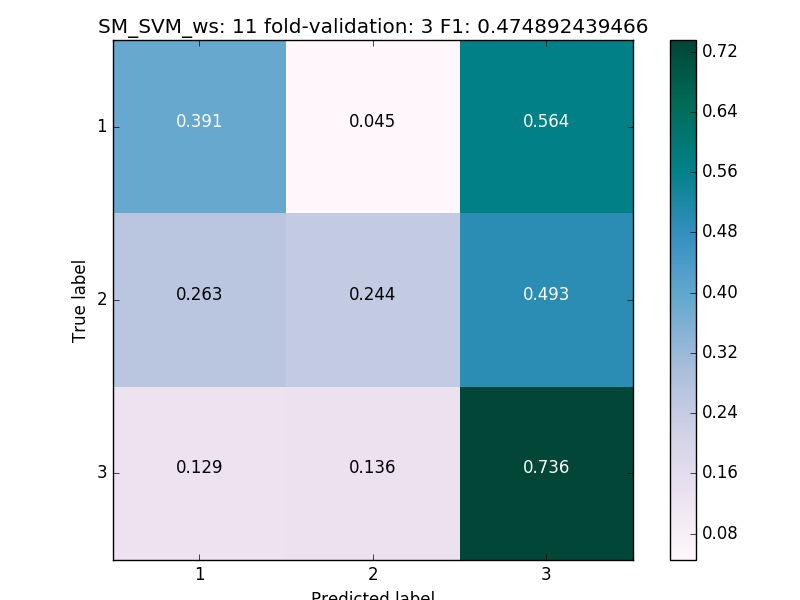 SM_SVM_ws: 11 fold-validation: 3 F1: 0.474892439466
0.72
0.64
0.56
0.48
0.40
0.32
0.24
0.16
0.08
True label
1
0.391 0.045 0.564
2
0.263 0.244 0.493
3
0.129 0.136 0.736
1 2 3
Predicted label